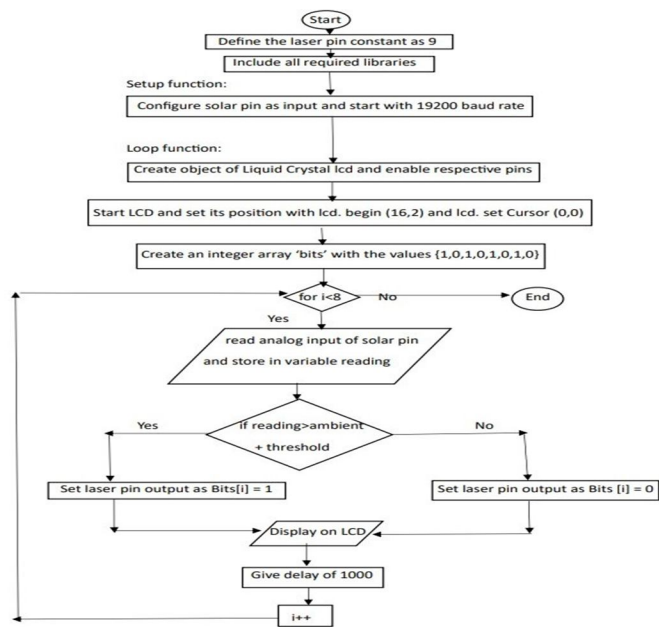 Start
Define the laser pin constant as 9
Include all required libraries
Setup function:
Configure solar pin as input and start with 19200 baud rate
Loop function:
Create object of Liquid Crystal lcd and enable respective pins
Start LCD and set its position with lcd. begin (16,2) and lcd. set Cursor (0,0)
Create an integer array ‘bits’ with the values {1,0,1,0,1,0,1,0}
for i<8
No
End
Yes
read analog input of solar pin
and store in variable reading
Yes
if reading>ambient
+ threshold
No
Set laser pin output as Bits[i] = 1
Set laser pin output as Bits [i] = 0
Display on LCD
Give delay of 1000
i++